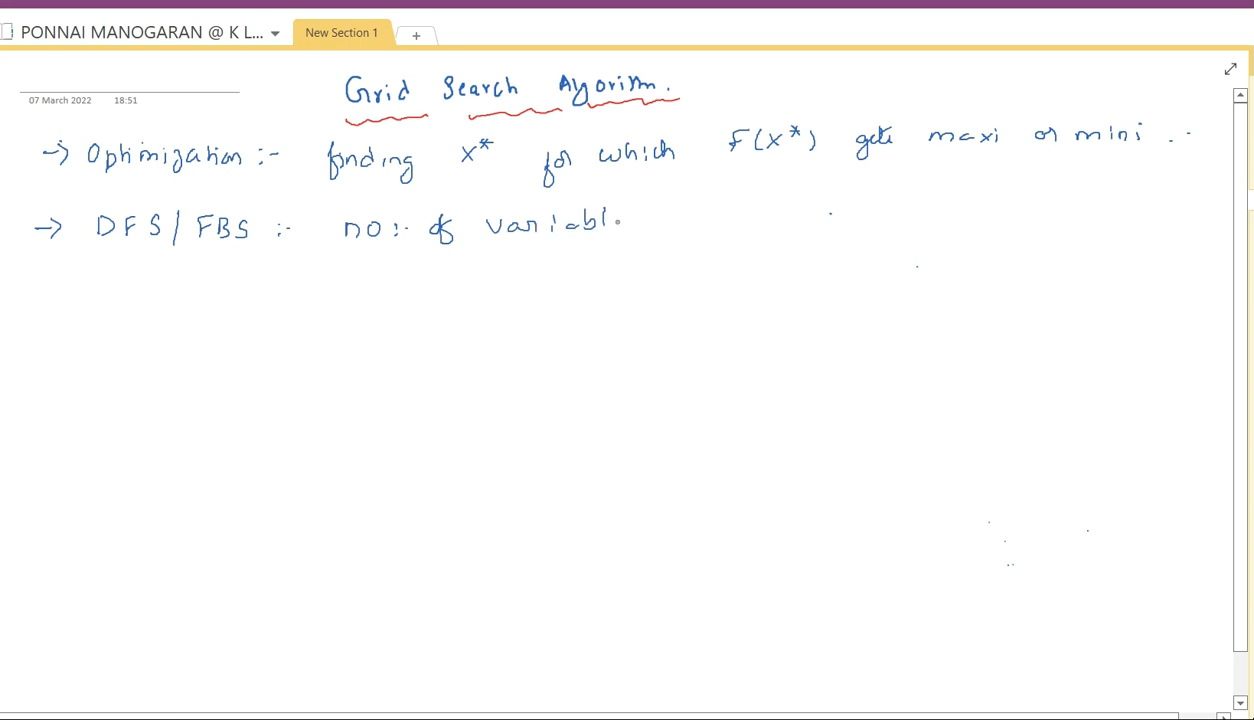 PONNAI MANOGARAN @ K L... New Section 1 +
07 March 2022 18:51
Grid Search Algorithm.
-> Optimization :- finding X* for which F(X*) gets maxi or mini
-> DFS/FBS :- no:- of variabl